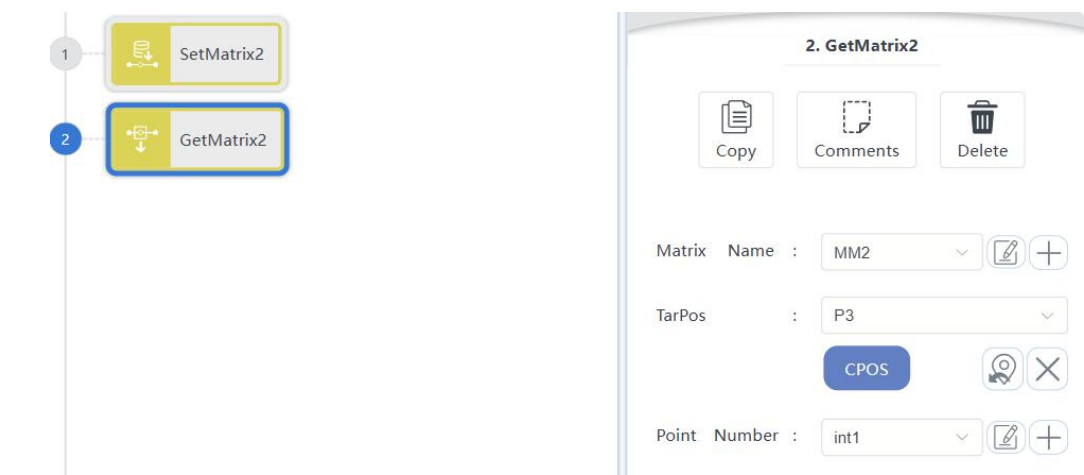 1
SetMatrix2
2
GetMatrix2
2. GetMatrix2
Copy
Comments
Delete
Matrix Name :
MM2
TarPos :
P3
CPOS
Point Number :
int1